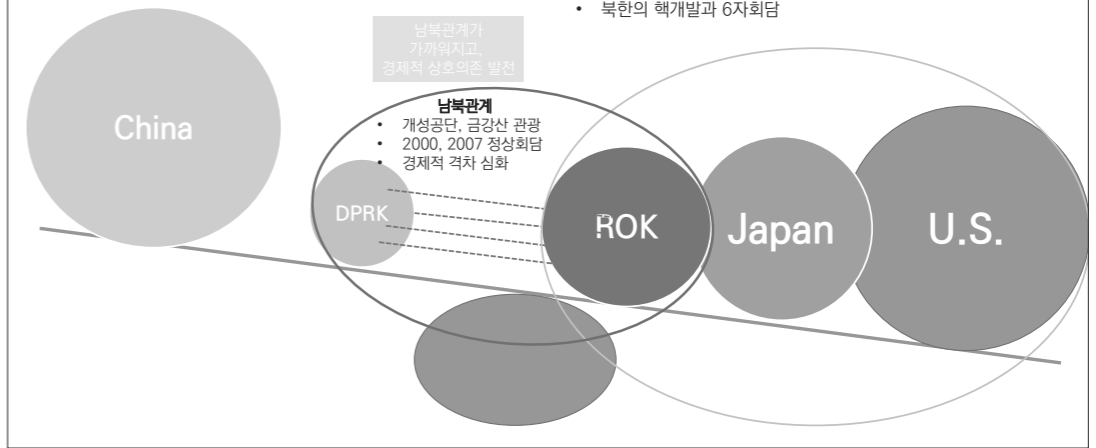 • 북한의 핵개발과 6자회담
남북관계가
가까워지고,
경제적 상호의존 발전
남북관계
• 개성공단, 금강산 관광
• 2000, 2007 정상회담
• 경제적 격차 심화
China
DPRK
ROK
Japan
U.S.